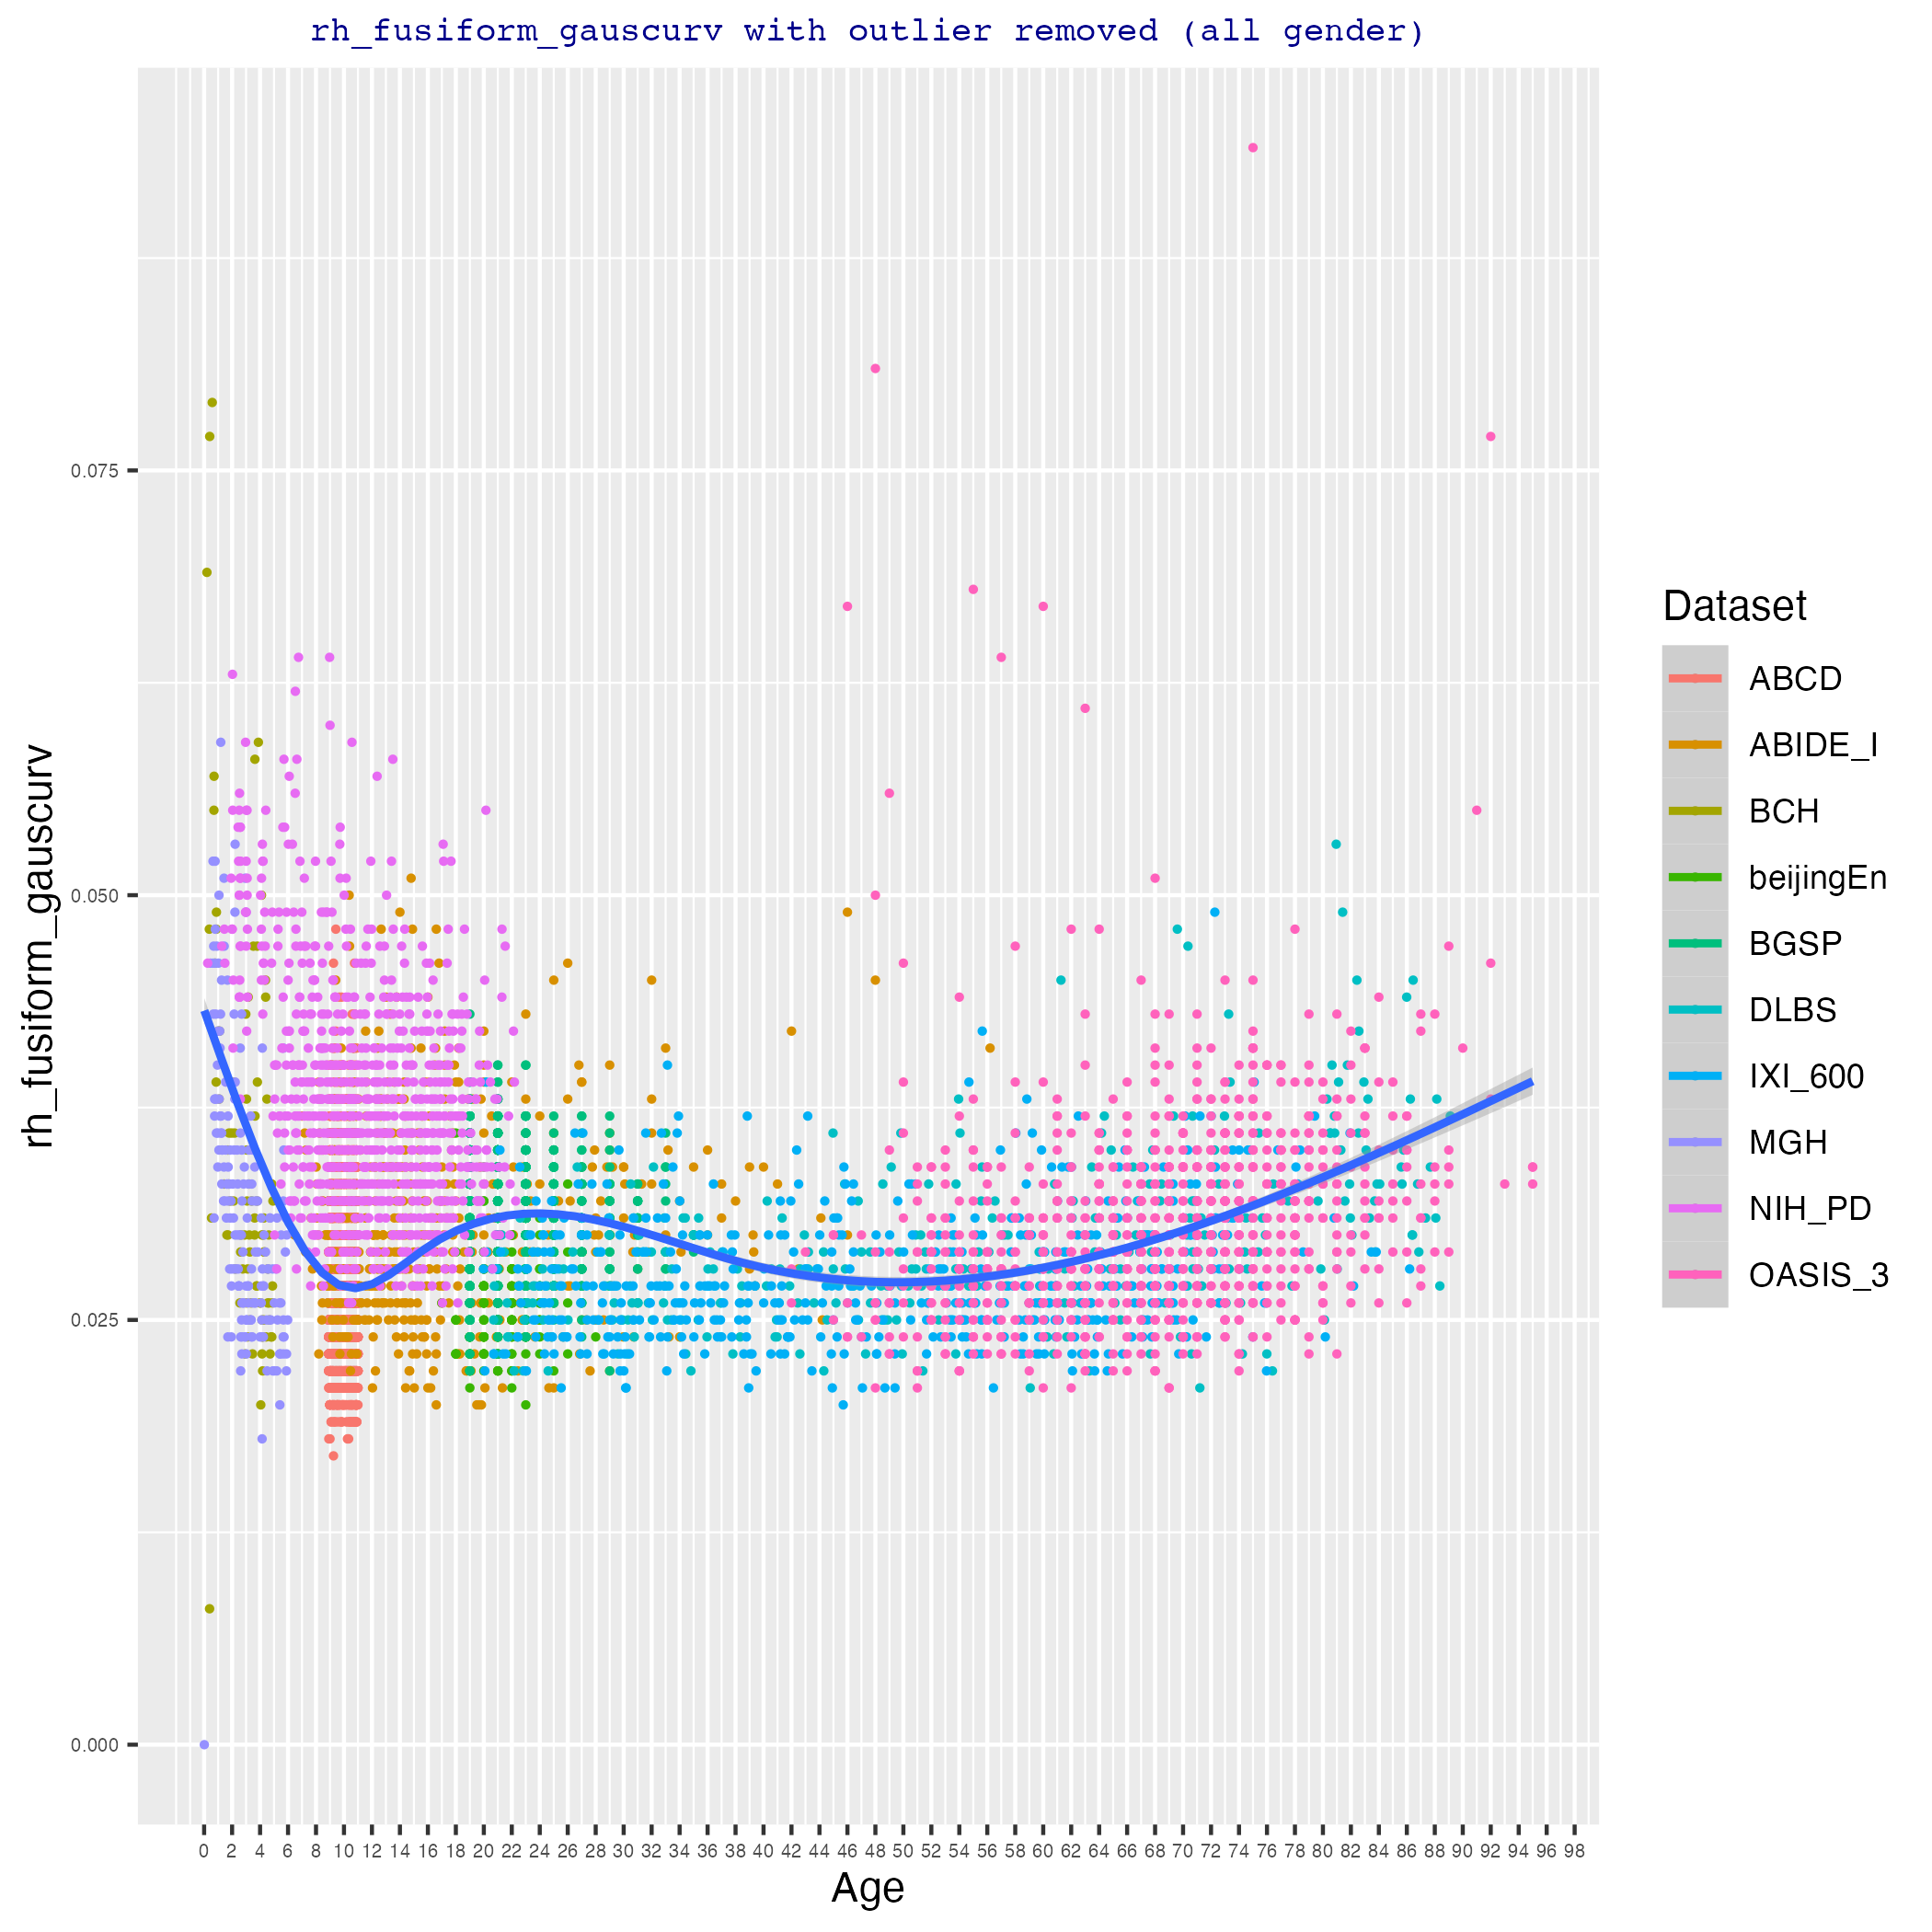 rh_fusiform_gauscurv with outlier removed (all gender)
rh_fusiform_gauscurv
0.075
0.050
0.025
0.000
0 2 4 6 8 10 12 14 16 18 20 22 24 26 28 30 32 34 36 38 40 42 44 46 48 50 52 54 56 58 60 62 64 66 68 70 72 74 76 78 80 82 84 86 88 90 92 94 96 98
Age
Dataset
ABCD
ABIDE_I
BCH
beijingEn
BGSP
DLBS
IXI_600
MGH
NIH_PD
OASIS_3